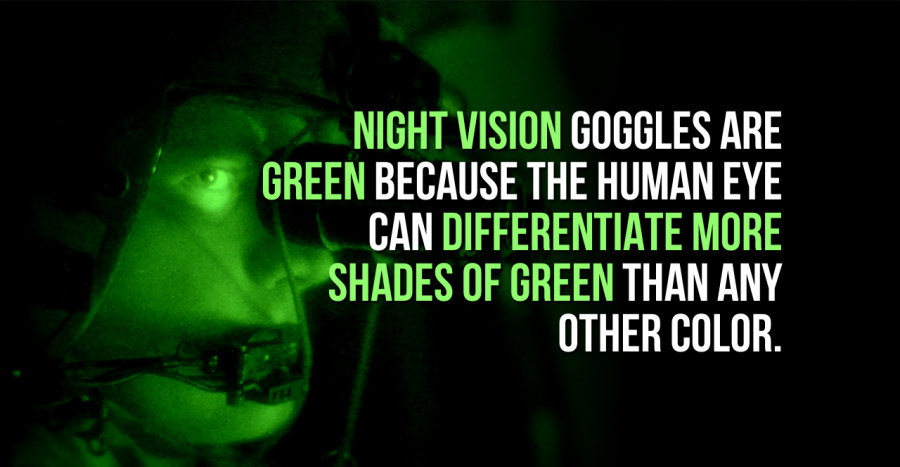 NIGHT VISION GOGGLES ARE
GREEN BECAUSE THE HUMAN EYE
CAN DIFFERENTIATE MORE
SHADES OF GREEN THAN ANY
OTHER COLOR.